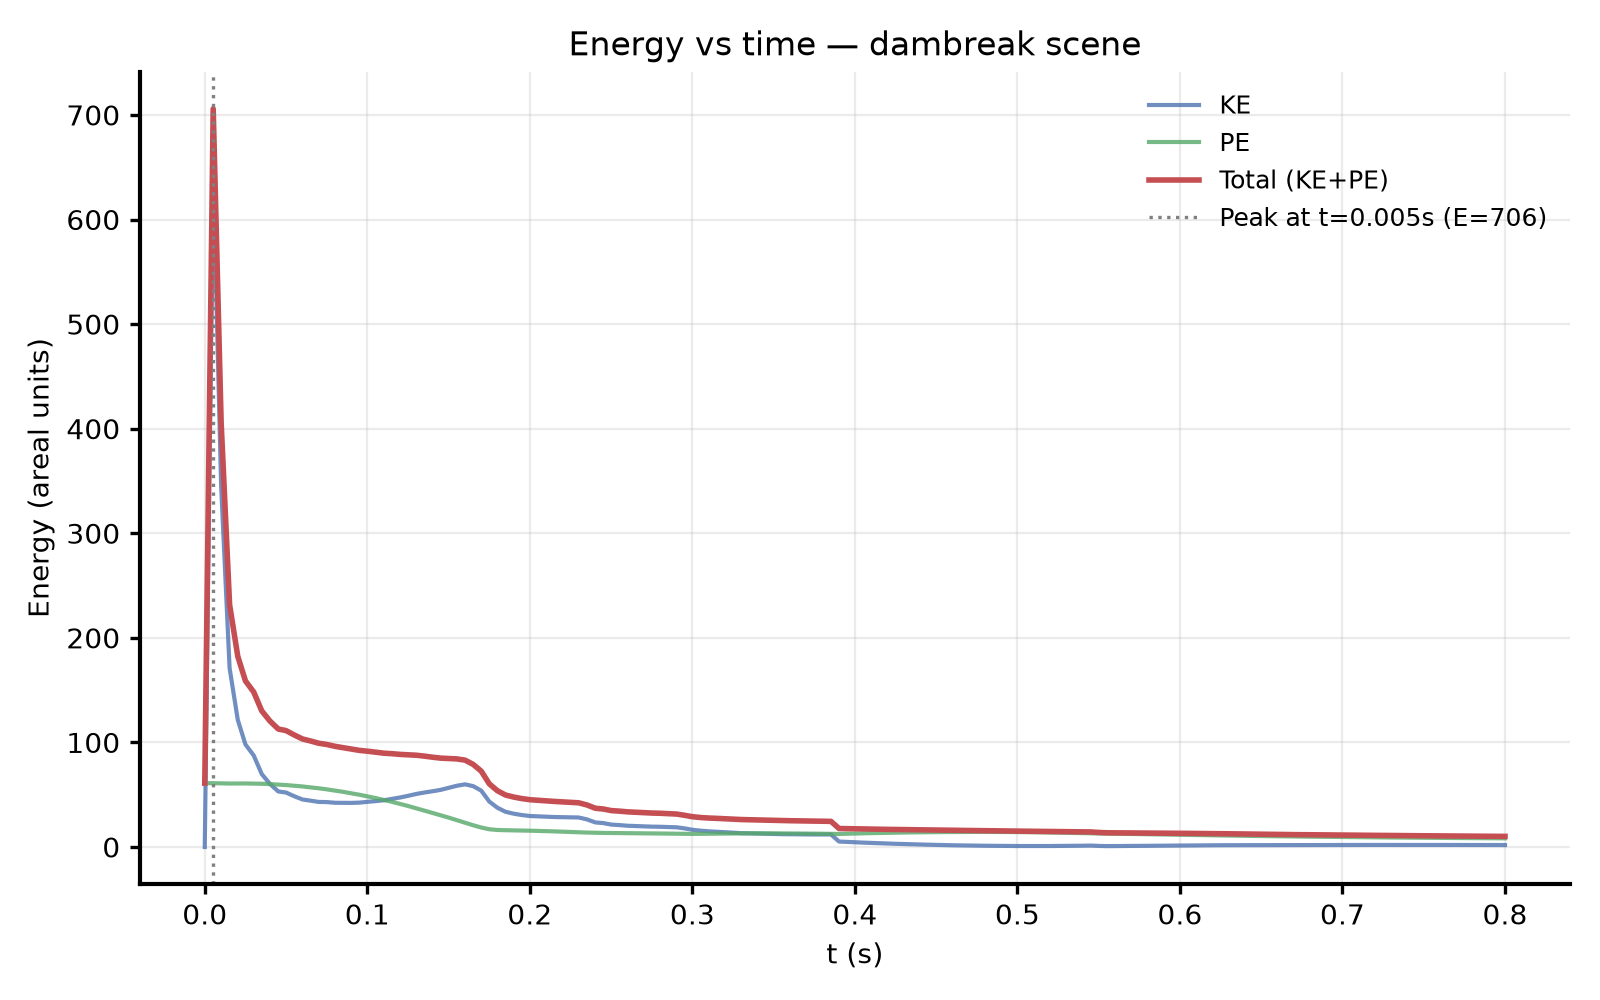 Energy vs time — dambreak scene
KE
PE
Total (KE+PE)
Peak at t=0.005s (E=706)
Energy (areal units)
700
600
500
400
300
200
100
0
0.0 0.1 0.2 0.3 0.4 0.5 0.6 0.7 0.8
t (s)